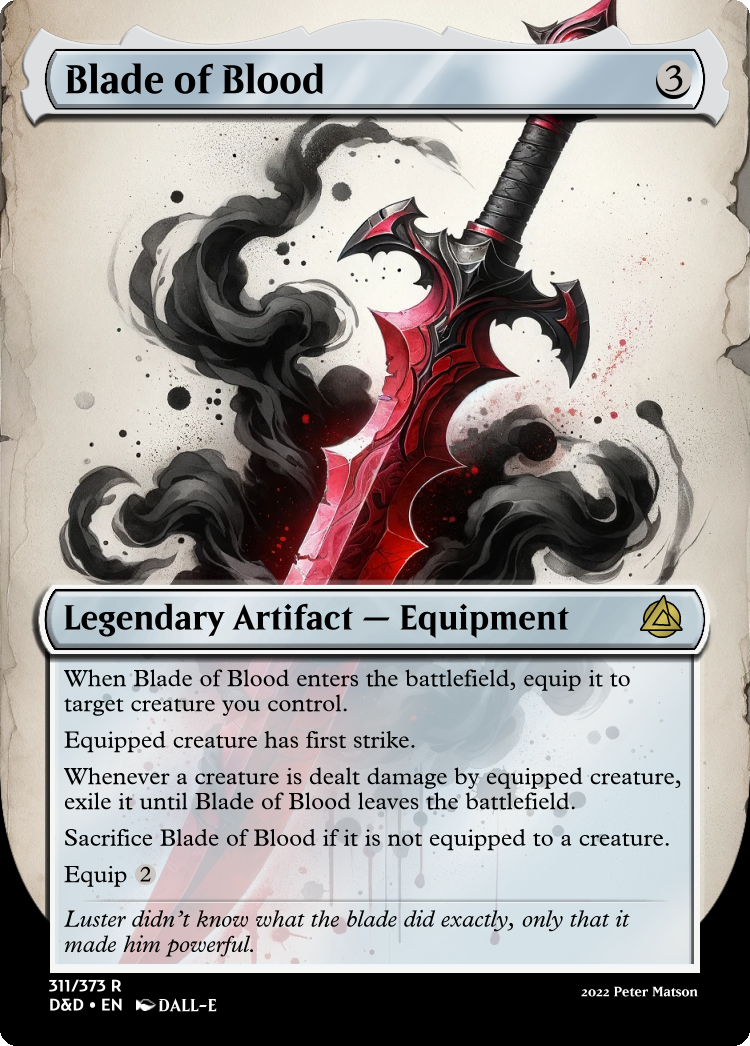 Blade of Blood 3
Legendary Artifact — Equipment
When Blade of Blood enters the battlefield, equip it to
target creature you control.
Equipped creature has first strike.
Whenever a creature is dealt damage by equipped creature,
exile it until Blade of Blood leaves the battlefield.
Sacrifice Blade of Blood if it is not equipped to a creature.
Equip 2
Luster didn't know what the blade did exactly, only that it
made him powerful.
311/373 R
D&D • EN DALL-E
2022 Peter Matson